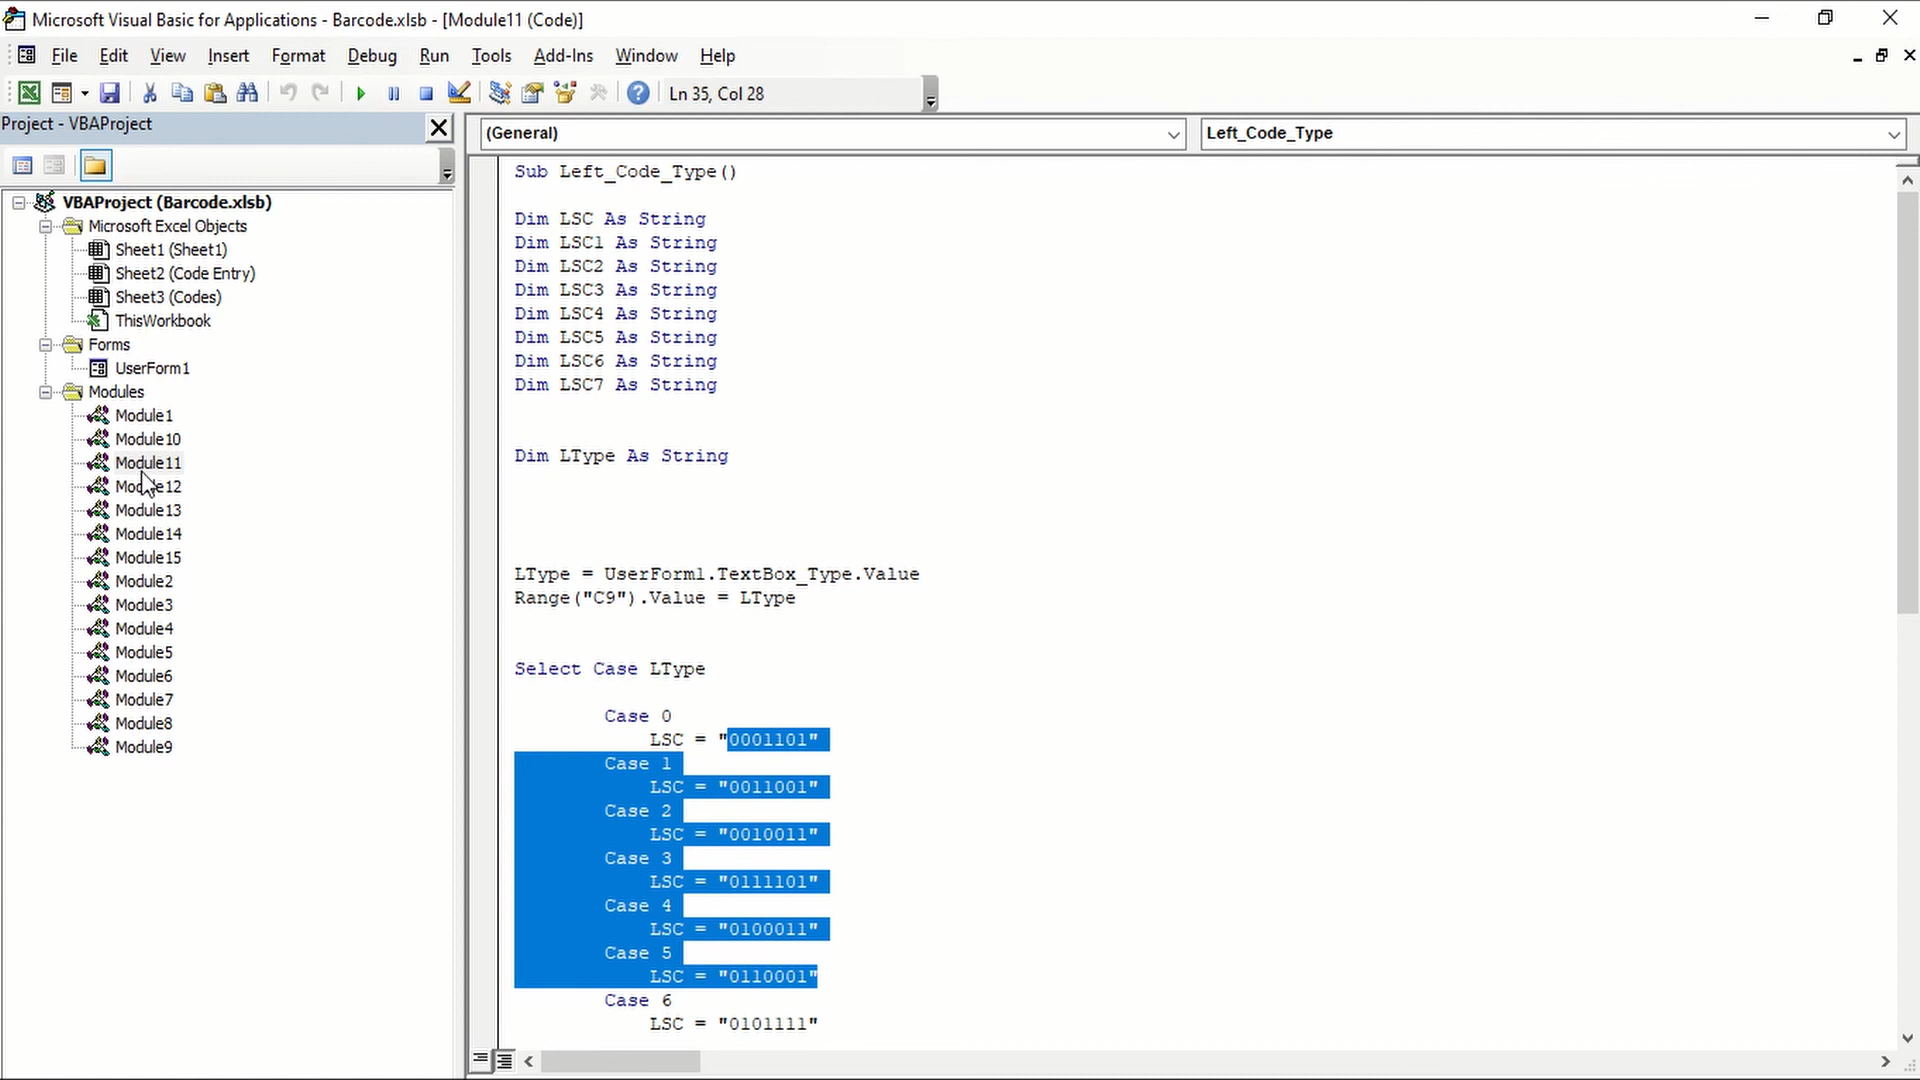 Microsoft Visual Basic for Applications - Barcode.xlsb - [Module11 (Code)]
File Edit View Insert Format Debug Run Tools Add-Ins Window Help
Ln 35, Col 28
Project - VBAProject
VBAProject (Barcode.xlsb)
Microsoft Excel Objects
Sheet1 (Sheet1)
Sheet2 (Code Entry)
Sheet3 (Codes)
ThisWorkbook
Forms
UserForm1
Modules
Module1
Module10
Module11
Module12
Module13
Module14
Module15
Module2
Module3
Module4
Module5
Module6
Module7
Module8
Module9
(General)
Left_Code_Type
Sub Left_Code_Type()
Dim LSC As String
Dim LSC1 As String
Dim LSC2 As String
Dim LSC3 As String
Dim LSC4 As String
Dim LSC5 As String
Dim LSC6 As String
Dim LSC7 As String
Dim LType As String
LType = UserForm1.TextBox_Type.Value
Range("C9").Value = LType
Select Case LType
Case 0
LSC = "0001101"
Case 1
LSC = "0011001"
Case 2
LSC = "0010011"
Case 3
LSC = "0111101"
Case 4
LSC = "0100011"
Case 5
LSC = "0110001"
Case 6
LSC = "0101111"